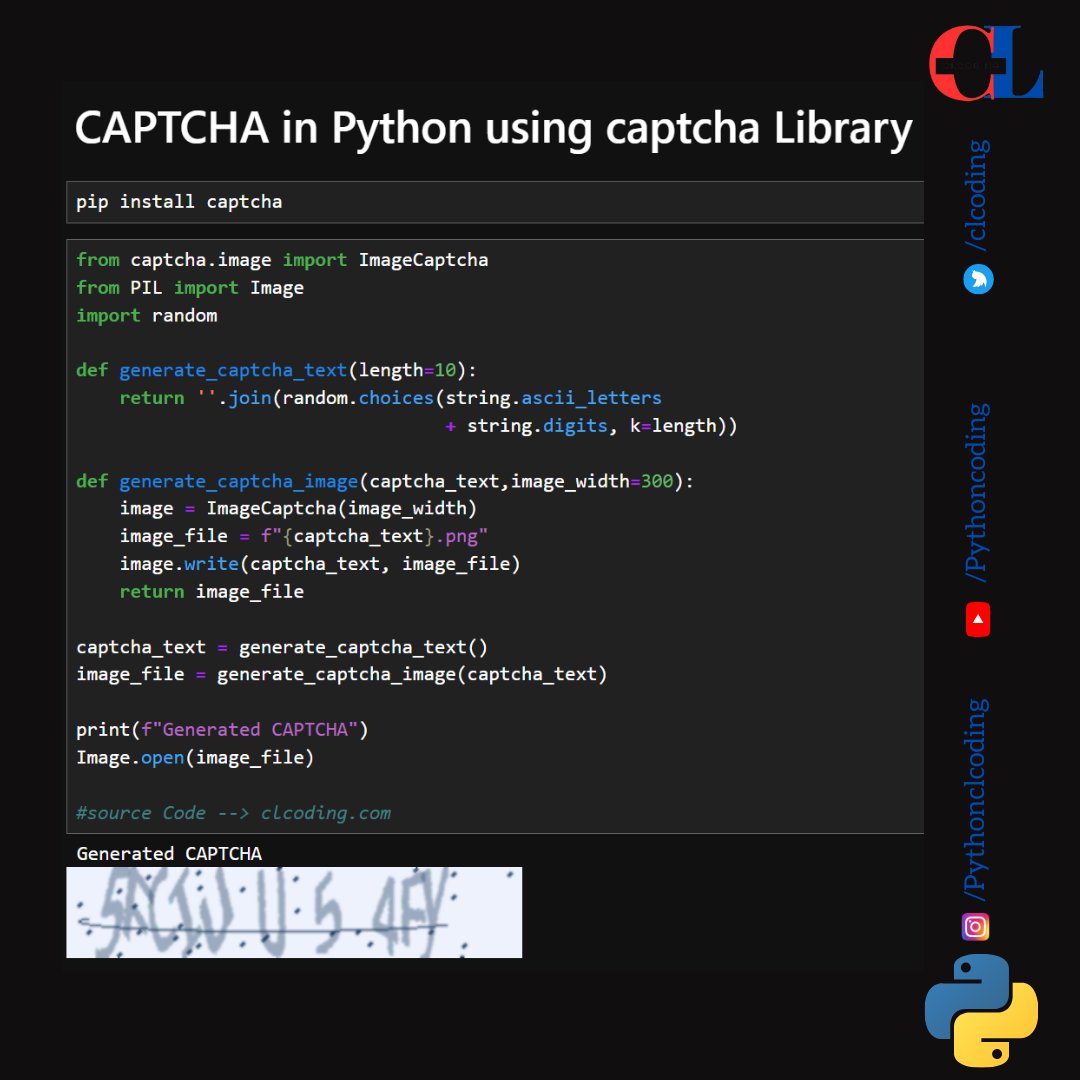 CL
CAPTCHA in Python using captcha Library
pip install captcha
from captcha.image import ImageCaptcha
from PIL import Image
import random
def generate_captcha_text(length=10):
    return ''.join(random.choices(string.ascii_letters
                                  + string.digits, k=length))
def generate_captcha_image(captcha_text,image_width=300):
    image = ImageCaptcha(image_width)
    image_file = f"{captcha_text}.png"
    image.write(captcha_text, image_file)
    return image_file
captcha_text = generate_captcha_text()
image_file = generate_captcha_image(captcha_text)
print(f"Generated CAPTCHA")
Image.open(image_file)
#source Code --> clcoding.com
Generated CAPTCHA
/clcoding
/Pythoncoding
/Pythonclcoding